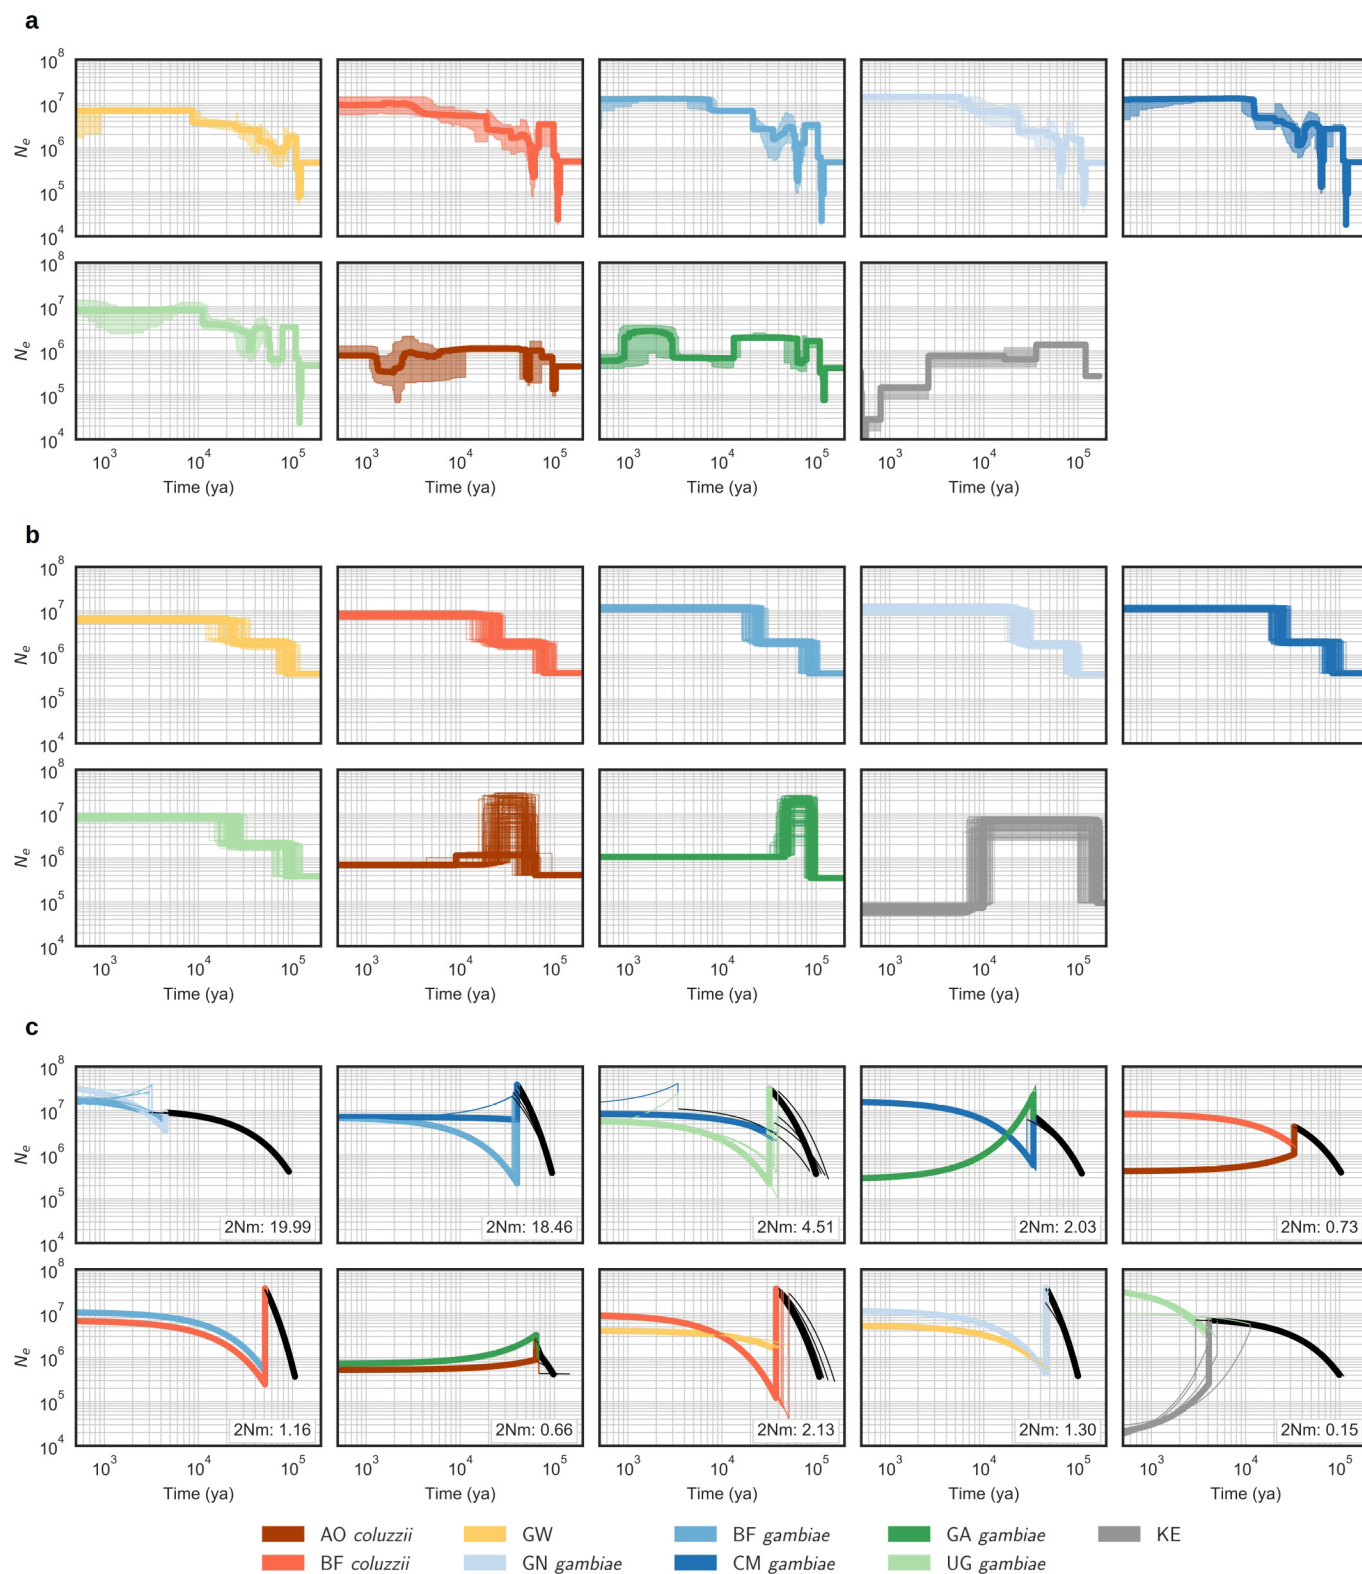 a
10^8
10^7
10^6
10^5
10^4
N_e
10^8
10^7
10^6
10^5
10^4
N_e
10^3 10^4 10^5 10^3 10^4 10^5 10^3 10^4 10^5 10^3 10^4 10^5
Time (ya) Time (ya) Time (ya) Time (ya)
b
10^8
10^7
10^6
10^5
10^4
N_e
10^8
10^7
10^6
10^5
10^4
N_e
10^3 10^4 10^5 10^3 10^4 10^5 10^3 10^4 10^5 10^3 10^4 10^5
Time (ya) Time (ya) Time (ya) Time (ya)
c
10^8
10^7
10^6
10^5
10^4
N_e
2Nm: 19.99 2Nm: 18.46 2Nm: 4.51 2Nm: 2.03 2Nm: 0.73
10^8
10^7
10^6
10^5
10^4
N_e
2Nm: 1.16 2Nm: 0.66 2Nm: 2.13 2Nm: 1.30 2Nm: 0.15
10^3 10^4 10^5 10^3 10^4 10^5 10^3 10^4 10^5 10^3 10^4 10^5 10^3 10^4 10^5
Time (ya) Time (ya) Time (ya) Time (ya) Time (ya)
AO coluzzii GW BF gambiae GA gambiae KE
BF coluzzii GN gambiae CM gambiae UG gambiae